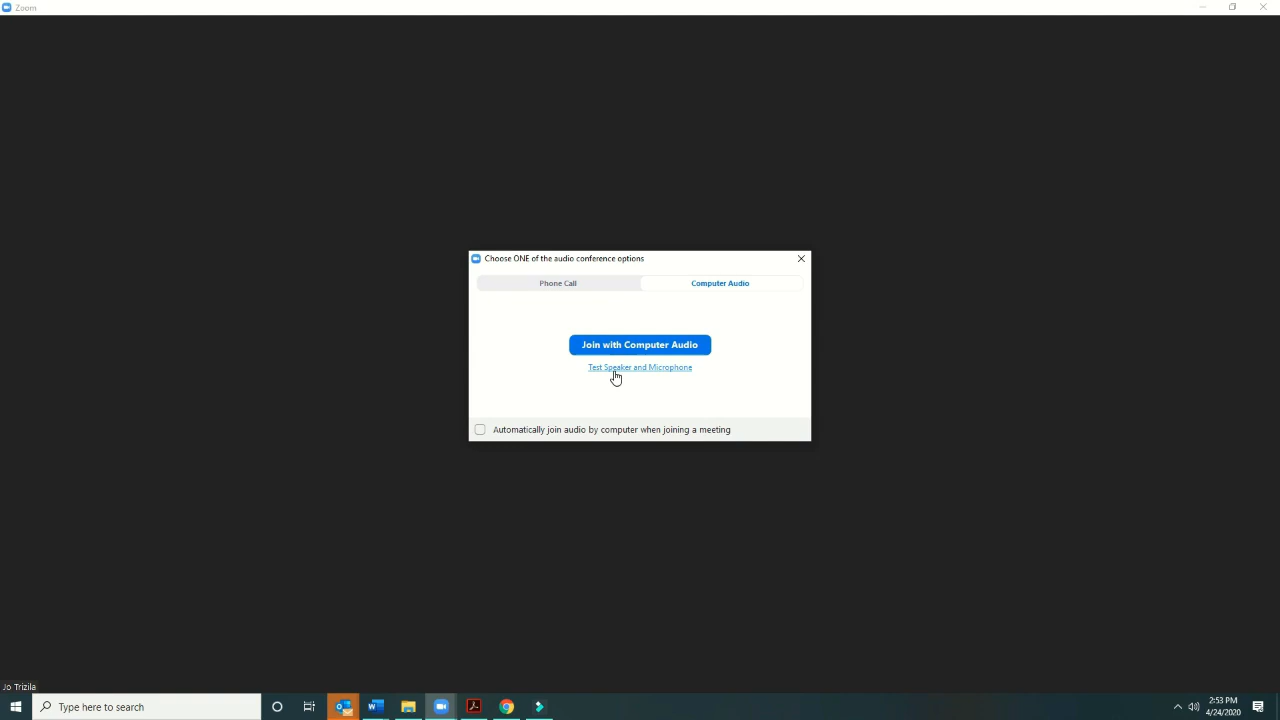 Zoom
Choose ONE of the audio conference options
Phone Call
Computer Audio
Join with Computer Audio
Test Speaker and Microphone
Automatically join audio by computer when joining a meeting
Jo Trizila
Type here to search
2:53 PM
4/24/2020